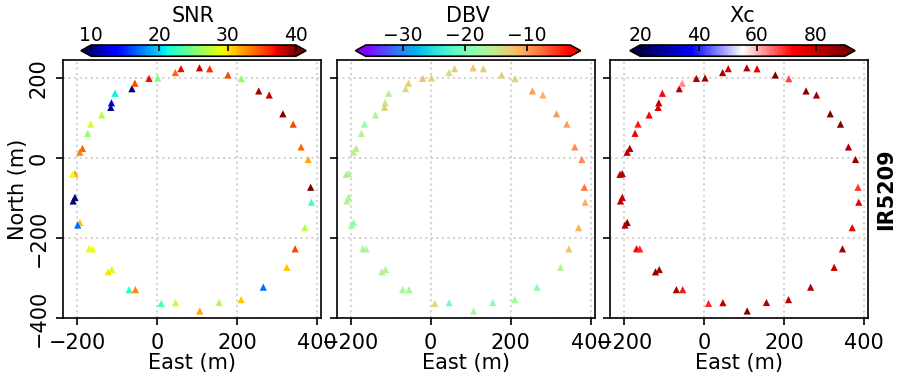 SNR DBV Xc
10 20 30 40 −30 −20 −10 20 40 60 80
North (m)
200
0
−200
−400
IR5209
−200 0 200 400 −200 0 200 400 −200 0 200 400
East (m) East (m) East (m)